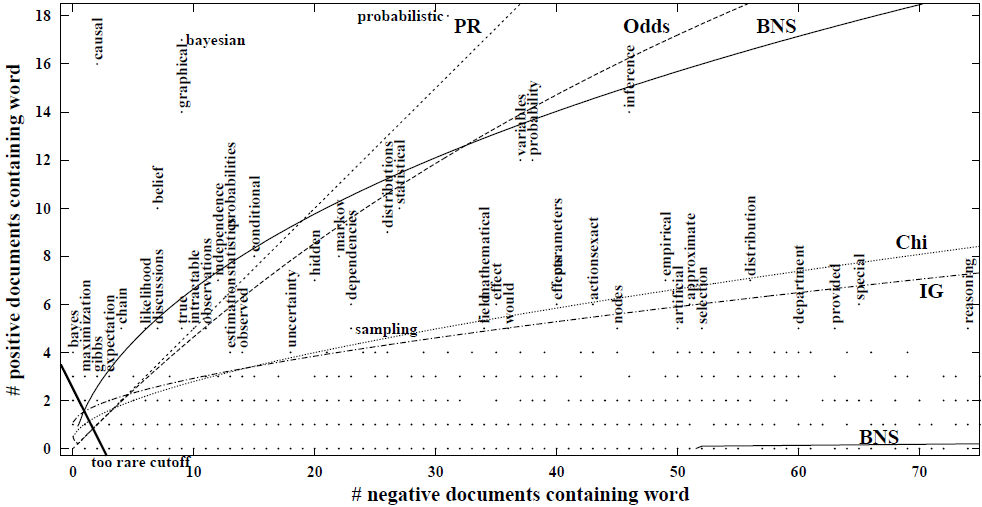 # positive documents containing word
18
16
14
12
10
8
6
4
2
0
0
10
20
30
40
50
60
70
# negative documents containing word
too rare cutoff
PR
Odds
BNS
Chi
IG
BNS
probabilistic
causal
bayesian
graphical
inference
variables
probability
belief
distributions
statistical
probabilities
independence
conditional
statistics
markov
dependencies
hidden
mathematical
parameters
effects
actions
exact
empirical
approximate
distribution
likelihood
discussions
true
intractable
observations
estimation
observed
uncertainty
sampling
field
effect
would
nodes
artificial
selection
department
provided
special
reasoning
bayes
maximization
gibbs
expectation
chain